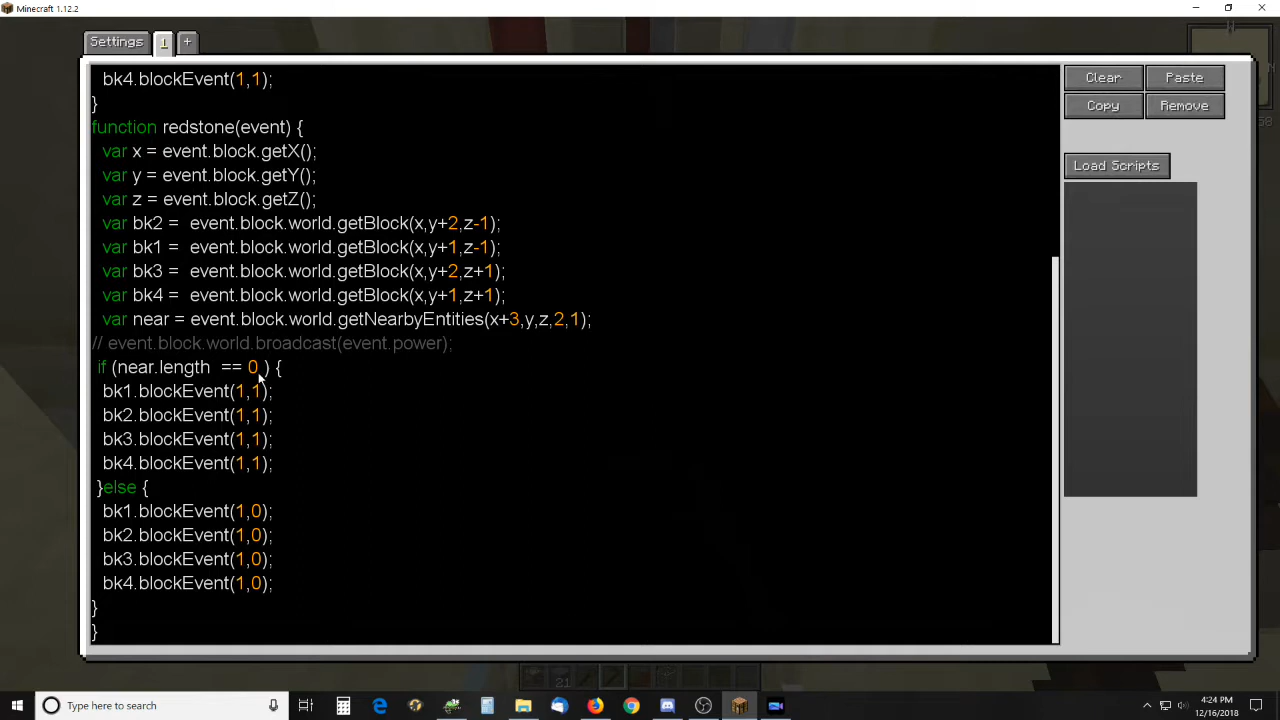 Minecraft 1.12.2
Settings
1
+
bk4.blockEvent(1,1);
}
function redstone(event) {
var x = event.block.getX();
var y = event.block.getY();
var z = event.block.getZ();
var bk2 =  event.block.world.getBlock(x,y+2,z-1);
var bk1 =  event.block.world.getBlock(x,y+1,z-1);
var bk3 =  event.block.world.getBlock(x,y+2,z+1);
var bk4 =  event.block.world.getBlock(x,y+1,z+1);
var near = event.block.world.getNearbyEntities(x+3,y,z,2,1);
// event.block.world.broadcast(event.power);
if (near.length  == 0 ) {
bk1.blockEvent(1,1);
bk2.blockEvent(1,1);
bk3.blockEvent(1,1);
bk4.blockEvent(1,1);
}else {
bk1.blockEvent(1,0);
bk2.blockEvent(1,0);
bk3.blockEvent(1,0);
bk4.blockEvent(1,0);
}
}
Clear
Paste
Copy
Remove
Load Scripts
21
Type here to search
4:24 PM
12/16/2018